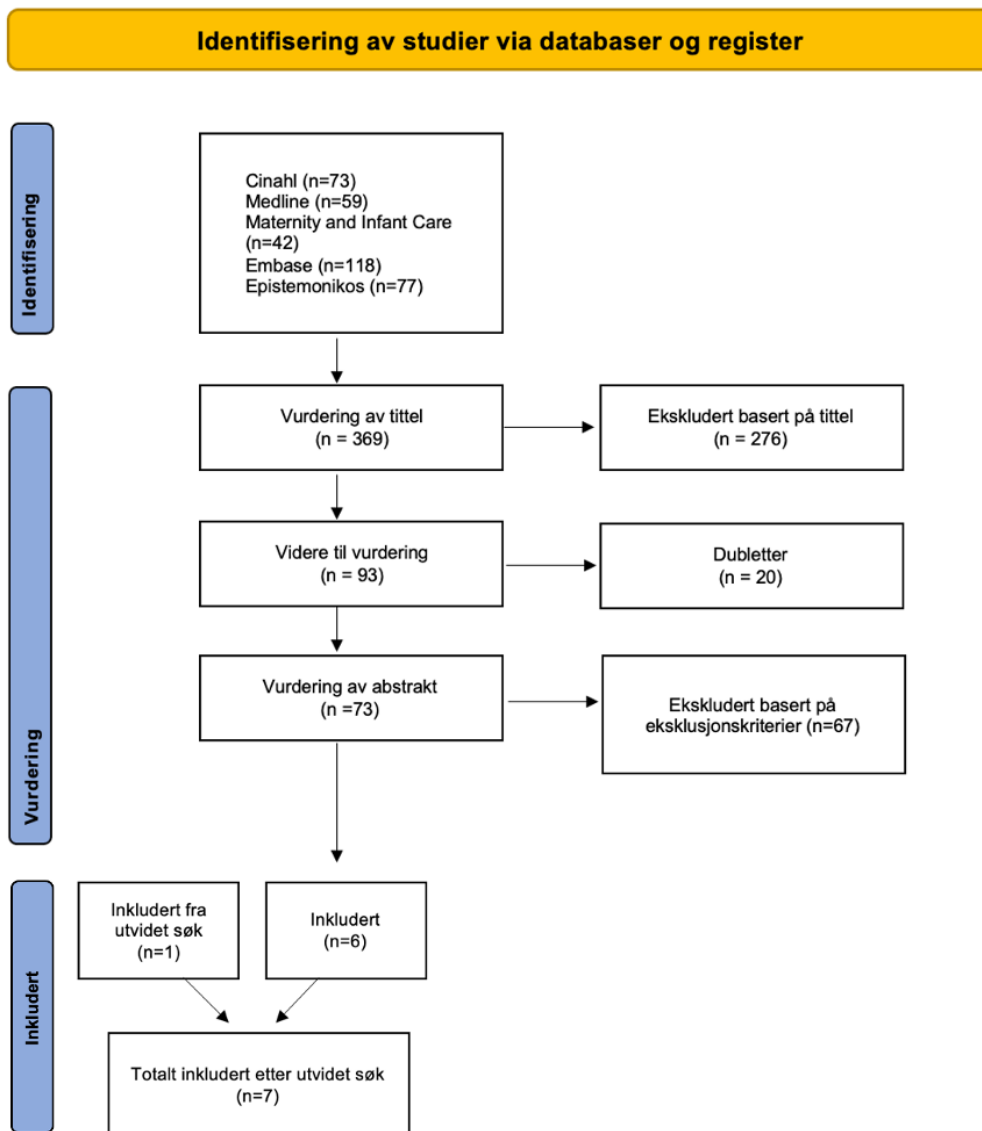 Identifisering av studier via databaser og register
Identifisering
Cinahl (n=73)
Medline (n=59)
Maternity and Infant Care
(n=42)
Embase (n=118)
Epistemonikos (n=77)
Vurdering
Vurdering av tittel
(n = 369)
Ekskludert basert på tittel
(n = 276)
Videre til vurdering
(n = 93)
Dubletter
(n = 20)
Vurdering av abstrakt
(n =73)
Ekskludert basert på
eksklusjonskriterier (n=67)
Inkludert
Inkludert fra
utvidet søk
(n=1)
Inkludert
(n=6)
Totalt inkludert etter utvidet søk
(n=7)